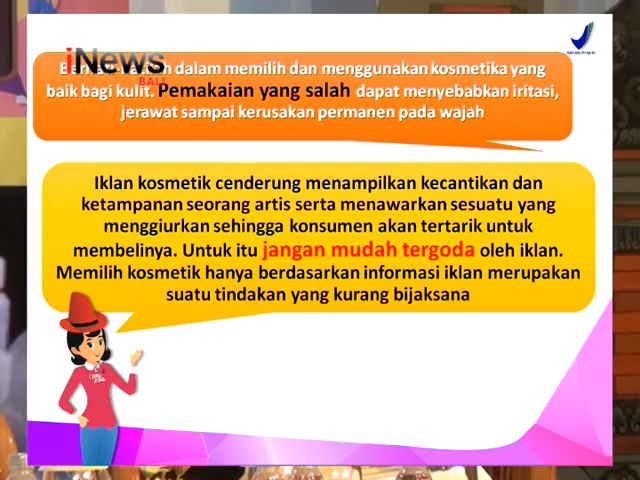 iNews
BALI
BADAN POM RI
dalam memilih dan menggunakan kosmetika yang
baik bagi kulit. Pemakaian yang salah dapat menyebabkan iritasi,
jerawat sampai kerusakan permanen pada wajah
Iklan kosmetik cenderung menampilkan kecantikan dan
ketampanan seorang artis serta menawarkan sesuatu yang
menggiurkan sehingga konsumen akan tertarik untuk
membelinya. Untuk itu jangan mudah tergoda oleh iklan.
Memilih kosmetik hanya berdasarkan informasi iklan merupakan
suatu tindakan yang kurang bijaksana